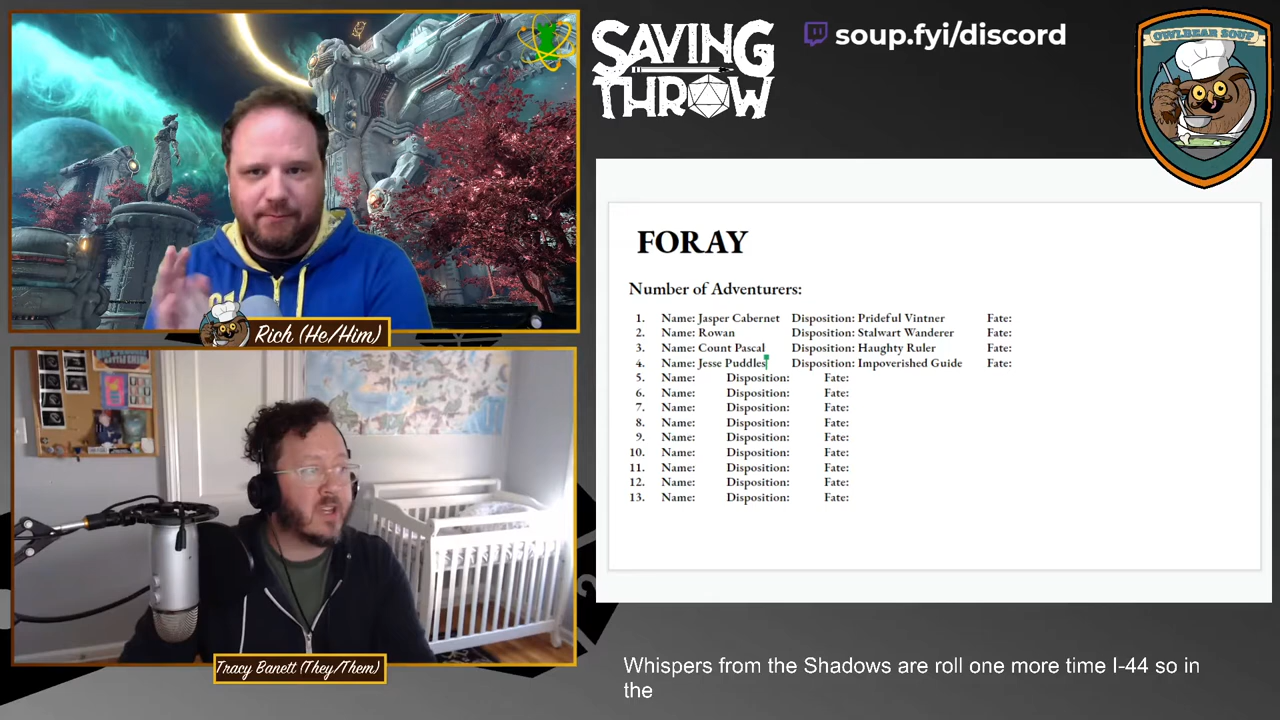 SAVING
THROW
soup.fyi/discord
OWLBEAR SOUP
Rich (He/Him)
Tracy Banett (They/Them)
FORAY
Number of Adventurers:
1. Name: Jasper Cabernet Disposition: Prideful Vintner Fate:
2. Name: Rowan Disposition: Stalwart Wanderer Fate:
3. Name: Count Pascal Disposition: Haughty Ruler Fate:
4. Name: Jesse Puddles Disposition: Impoverished Guide Fate:
5. Name: Disposition: Fate:
6. Name: Disposition: Fate:
7. Name: Disposition: Fate:
8. Name: Disposition: Fate:
9. Name: Disposition: Fate:
10. Name: Disposition: Fate:
11. Name: Disposition: Fate:
12. Name: Disposition: Fate:
13. Name: Disposition: Fate:
Whispers from the Shadows are roll one more time I-44 so in
the